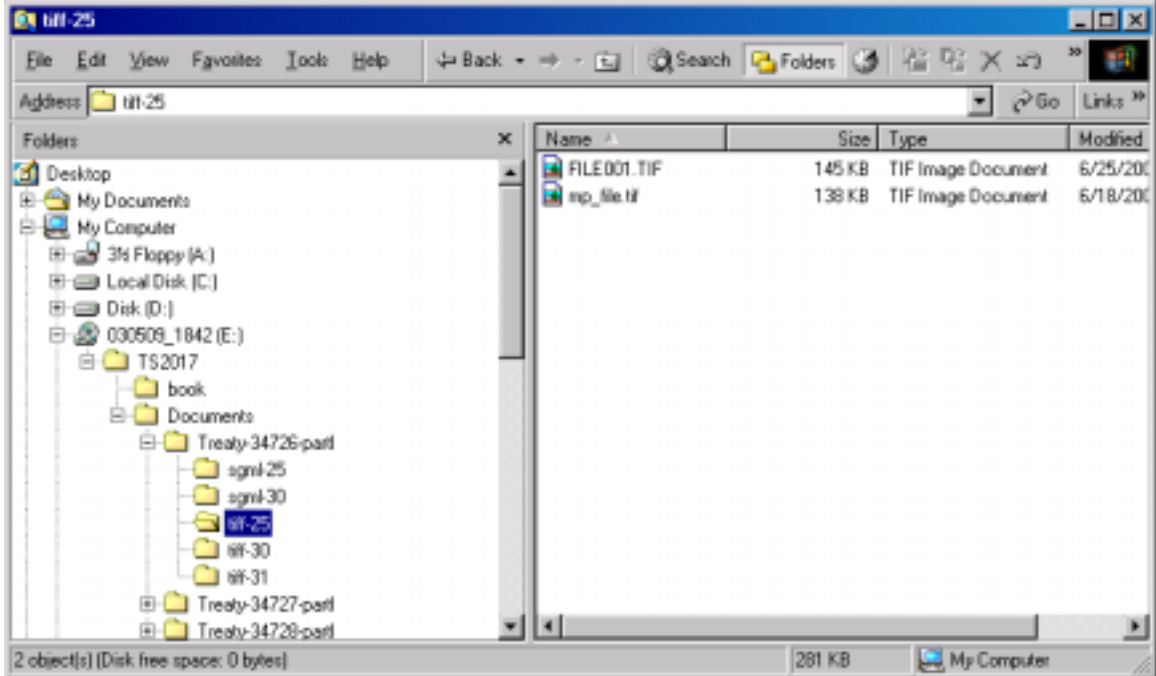 tiff-25
File Edit View Favorites Tools Help Back Search Folders »
Address tiff-25 Go Links »
Folders x Name Size Type Modified
Desktop FILE001.TIF 145 KB TIF Image Document 6/25/200
My Documents mp_file.tif 138 KB TIF Image Document 6/18/200
My Computer
3½ Floppy (A:)
Local Disk (C:)
Disk (D:)
030509_1842 (E:)
TS2017
book
Documents
Treaty-34726-partI
sgml-25
sgml-30
tiff-25
tiff-30
tiff-31
Treaty-34727-partI
Treaty-34728-partI
2 object(s) (Disk free space: 0 bytes) 281 KB My Computer